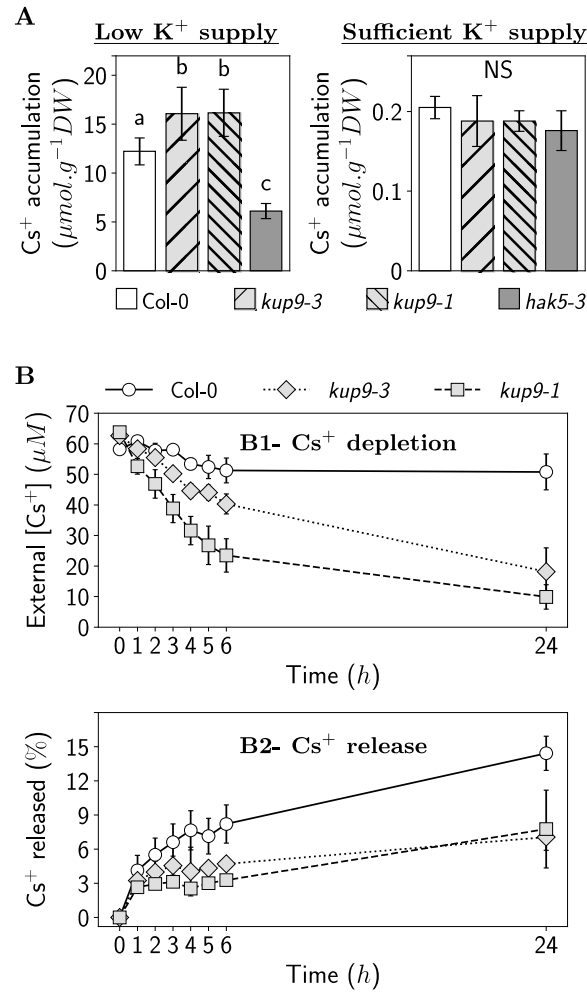 A
Low K⁺ supply
Sufficient K⁺ supply
Cs⁺ accumulation
(μmol.g⁻¹DW)
20
15
10
5
0
a
b
b
c
Cs⁺ accumulation
(μmol.g⁻¹DW)
0.2
0.1
0
NS
Col-0
kup9-3
kup9-1
hak5-3
B
Col-0
kup9-3
kup9-1
B1- Cs⁺ depletion
External [Cs⁺] (μM)
70
60
50
40
30
20
10
0
0 1 2 3 4 5 6 24
Time (h)
B2- Cs⁺ release
Cs⁺ released (%)
15
12
9
6
3
0
0 1 2 3 4 5 6 24
Time (h)